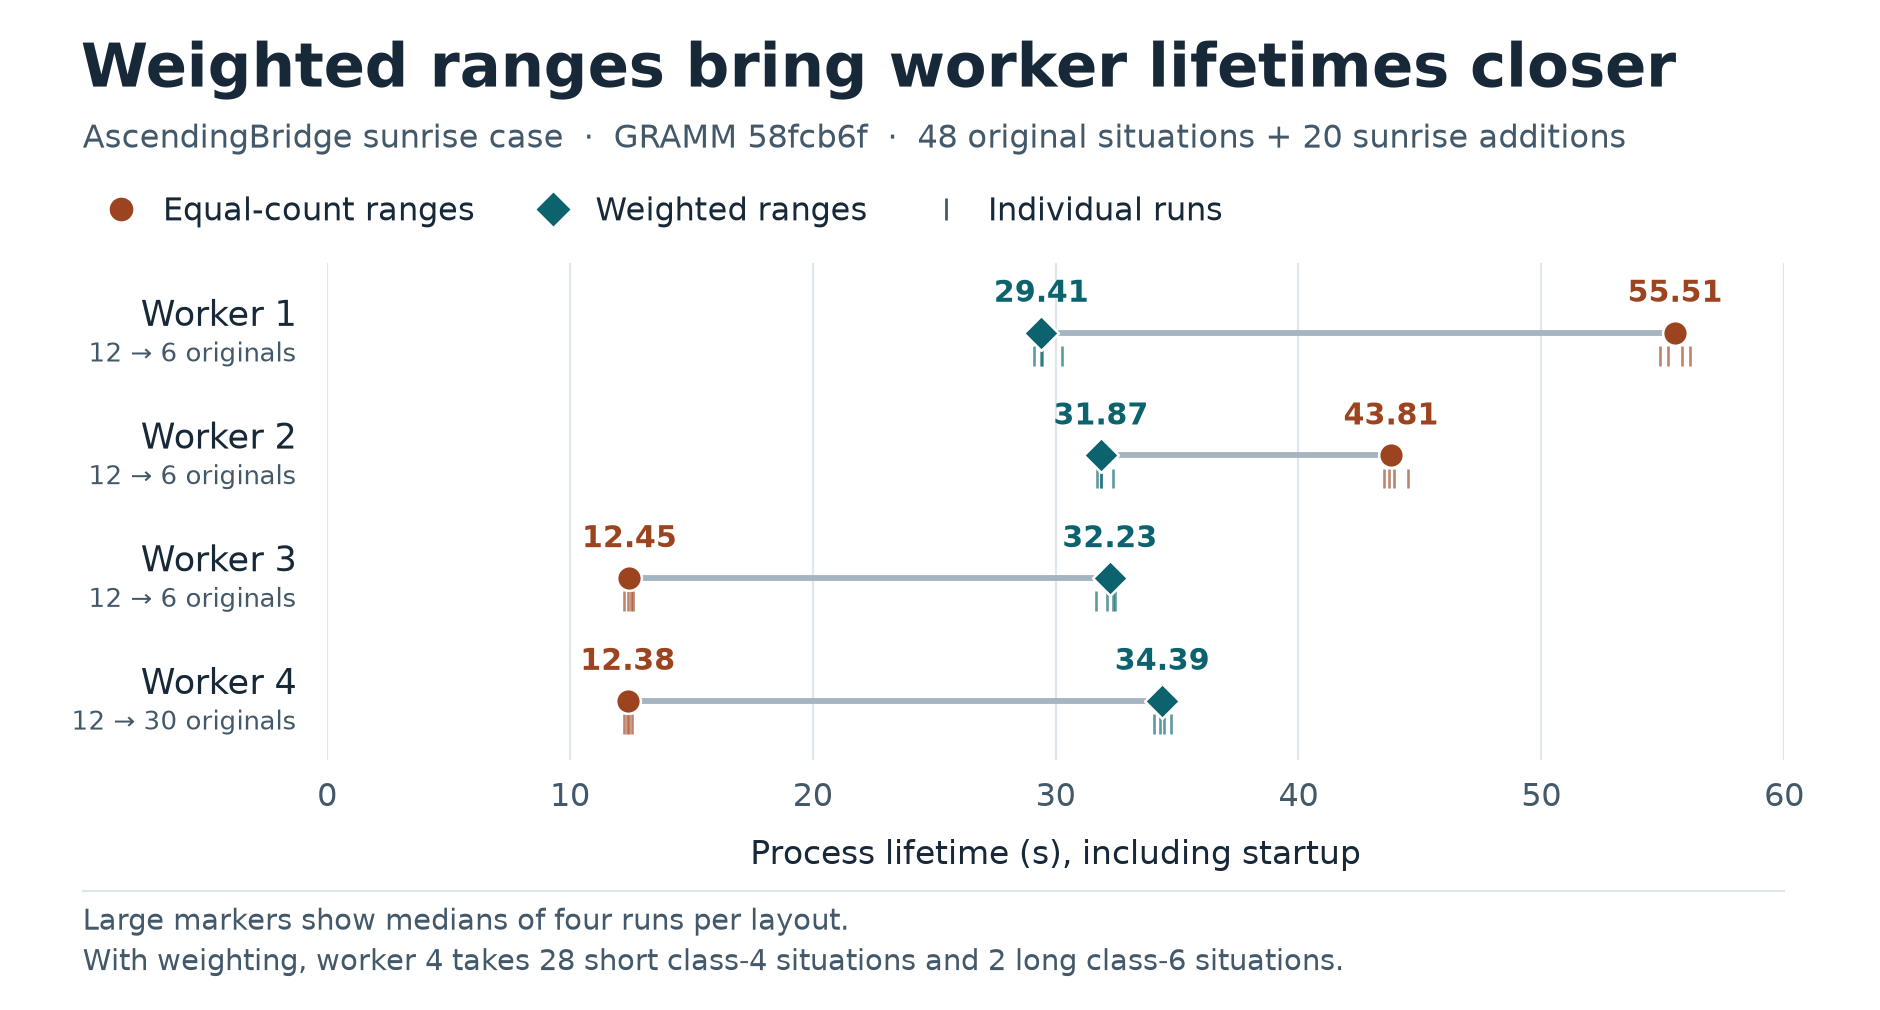 Weighted ranges bring worker lifetimes closer
AscendingBridge sunrise case · GRAMM 58fcb6f · 48 original situations + 20 sunrise additions
Equal-count ranges Weighted ranges Individual runs
29.41 55.51
Worker 1
12 → 6 originals
31.87 43.81
Worker 2
12 → 6 originals
12.45 32.23
Worker 3
12 → 6 originals
12.38 34.39
Worker 4
12 → 30 originals
0 10 20 30 40 50 60
Process lifetime (s), including startup
Large markers show medians of four runs per layout.
With weighting, worker 4 takes 28 short class-4 situations and 2 long class-6 situations.